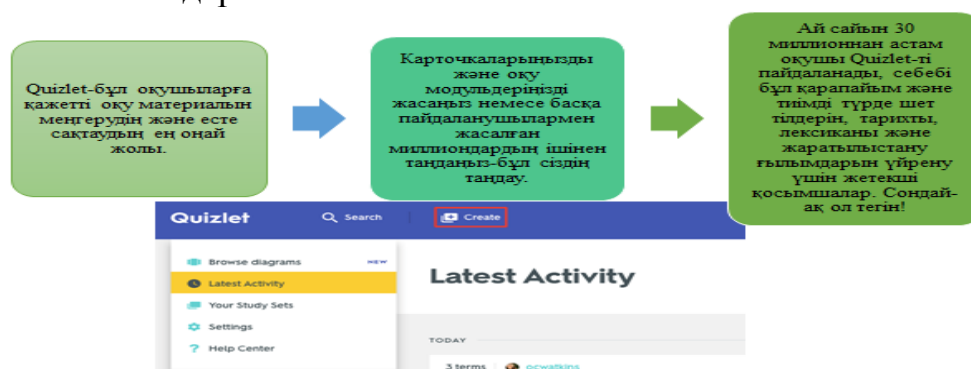 Quizlet-бұл оқушыларға
қажетті оқу материалын
меңгерудің және есте
сақтаудың ең оңай
жолы.
Карточкаларыңызды
және оқу
модульдеріңізді
жасаңыз немесе басқа
пайдаланушылармен
жасалған
миллиондардың ішінен
таңдаңыз-бұл сіздің
таңдау.
Ай сайын 30
миллионнан астам
оқушы Quizlet-ті
пайдаланады, себебі
бұл қарапайым және
тиімді түрде шет
тілдерін, тарихты,
лексиканы және
жаратылыстану
ғылымдарын үйрену
үшін жетекші
қосымшалар. Сондай-
ақ ол тегін!
Quizlet
Search
Create
Browse diagrams NEW
Latest Activity
Your Study Sets
Settings
Help Center
Latest Activity
TODAY
3 terms ocwatkins